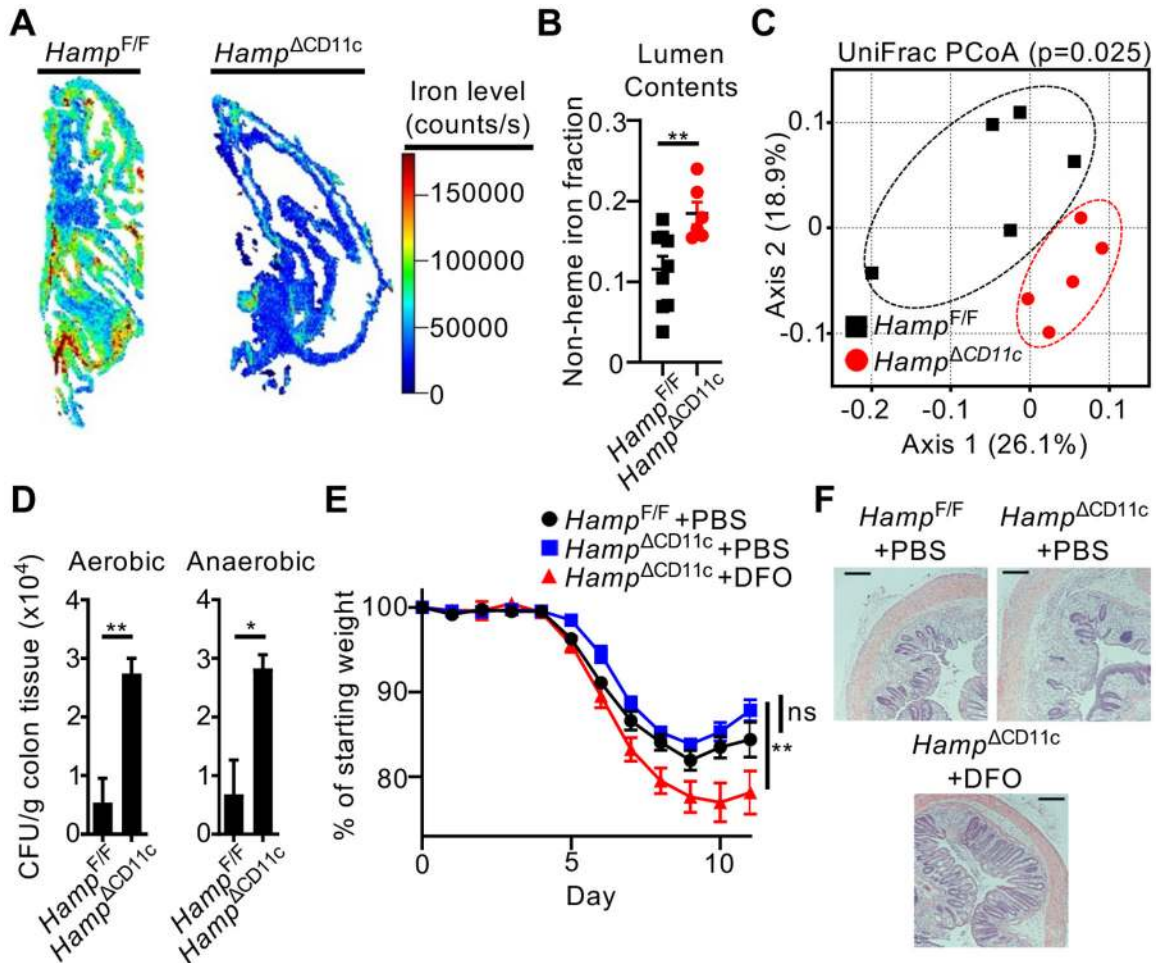 A
Hamp^F/F
Hamp^ΔCD11c
Iron level
(counts/s)
150000
100000
50000
0
B
Lumen
Contents
**
Non-heme iron fraction
0.3
0.2
0.1
0
Hamp^F/F
Hamp^ΔCD11c
C
UniFrac PCoA (p=0.025)
Axis 2 (18.9%)
0.1
0
-0.1
Hamp^F/F
Hamp^ΔCD11c
-0.2
-0.1
0
0.1
Axis 1 (26.1%)
D
Aerobic
Anaerobic
CFU/g colon tissue (x10⁴)
4
3
2
1
0
**
Hamp^F/F
Hamp^ΔCD11c
4
3
2
1
0
*
Hamp^F/F
Hamp^ΔCD11c
E
Hamp^F/F +PBS
Hamp^ΔCD11c +PBS
Hamp^ΔCD11c +DFO
% of starting weight
100
90
80
ns
**
0
5
10
Day
F
Hamp^F/F
+PBS
Hamp^ΔCD11c
+PBS
Hamp^ΔCD11c
+DFO